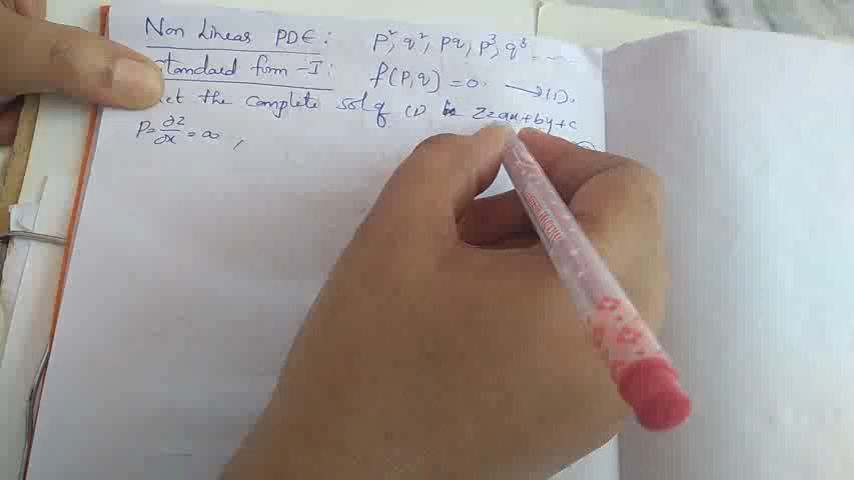 Non Linear PDE: p², q², pq, p³, q³ ----
Standard form - I: f(p,q) = 0. → (1).
Let the complete sol of (1) is z=ax+by+c
p = ∂z/∂x = a ,